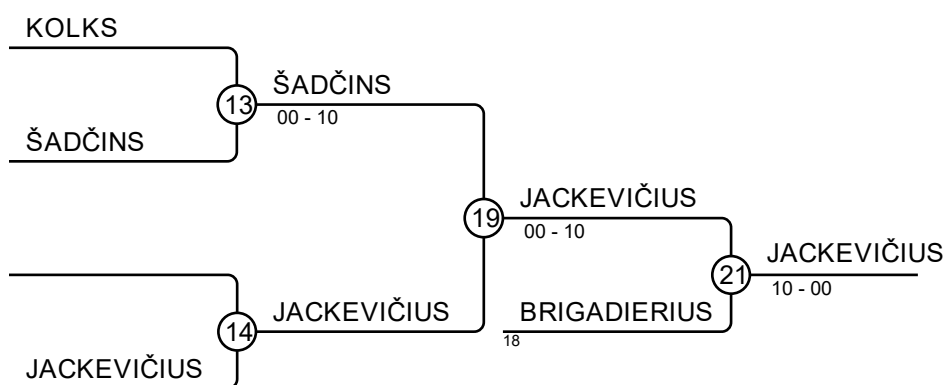 KOLKS
ŠADČINS
13
00 - 10
ŠADČINS
JACKEVIČIUS
19
00 - 10
JACKEVIČIUS
21
10 - 00
JACKEVIČIUS
14
BRIGADIERIUS
18
JACKEVIČIUS